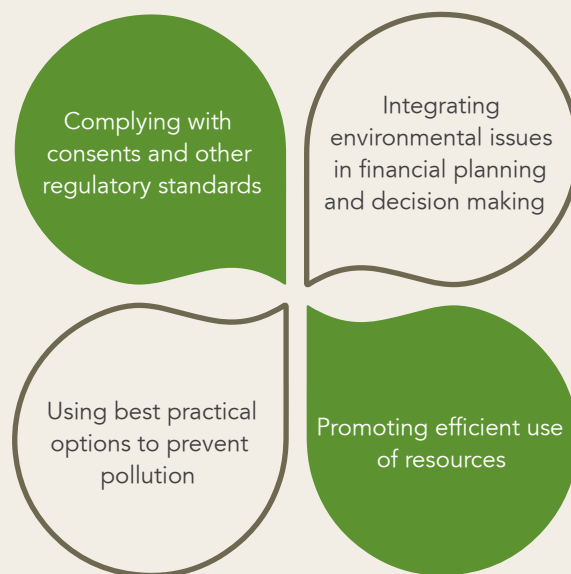 Complying with
consents and other
regulatory standards
Integrating
environmental issues
in financial planning
and decision making
Using best practical
options to prevent
pollution
Promoting efficient use
of resources